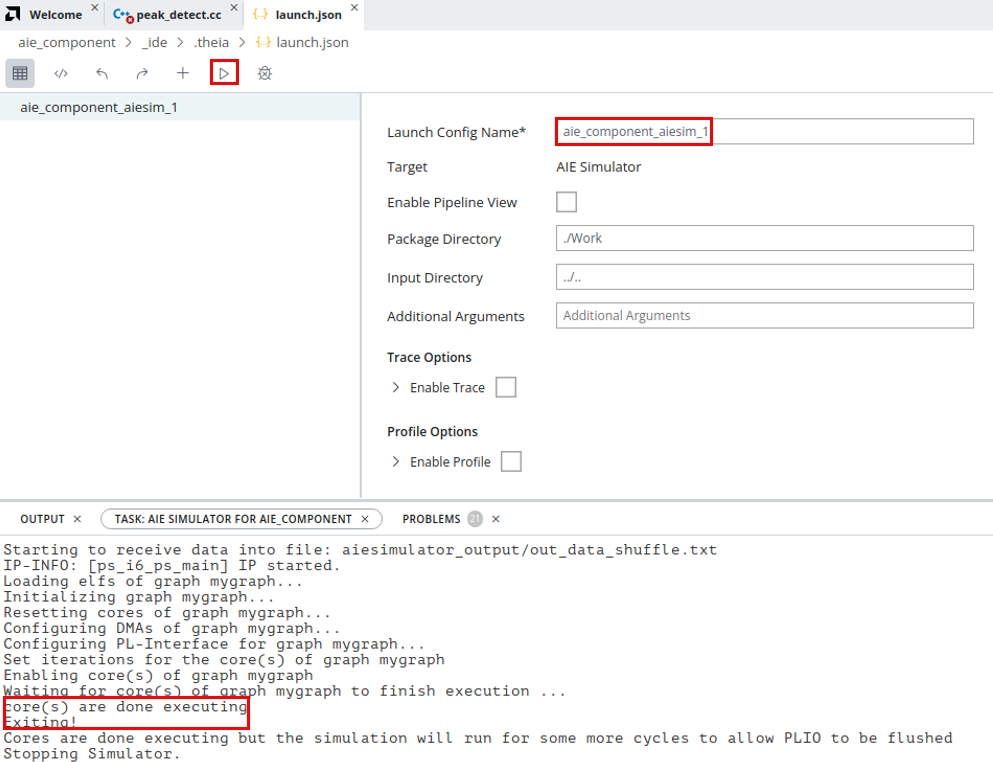 Welcome × C++ peak_detect.cc × {} launch.json ×
aie_component > _ide > .theia > {} launch.json
aie_component_aiesim_1
Launch Config Name* aie_component_aiesim_1
Target AIE Simulator
Enable Pipeline View
Package Directory ./Work
Input Directory ../..
Additional Arguments Additional Arguments
Trace Options
> Enable Trace
Profile Options
> Enable Profile
OUTPUT × TASK: AIE SIMULATOR FOR AIE_COMPONENT × PROBLEMS 21 ×
Starting to receive data into file: aiesimulator_output/out_data_shuffle.txt
IP-INFO: [ps_i6_ps_main] IP started.
Loading elfs of graph mygraph...
Initializing graph mygraph...
Resetting cores of graph mygraph...
Configuring DMAs of graph mygraph...
Configuring PL-Interface for graph mygraph...
Set iterations for the core(s) of graph mygraph
Enabling core(s) of graph mygraph
Waiting for core(s) of graph mygraph to finish execution ...
core(s) are done executing
Exiting!
Cores are done executing but the simulation will run for some more cycles to allow PLIO to be flushed
Stopping Simulator.